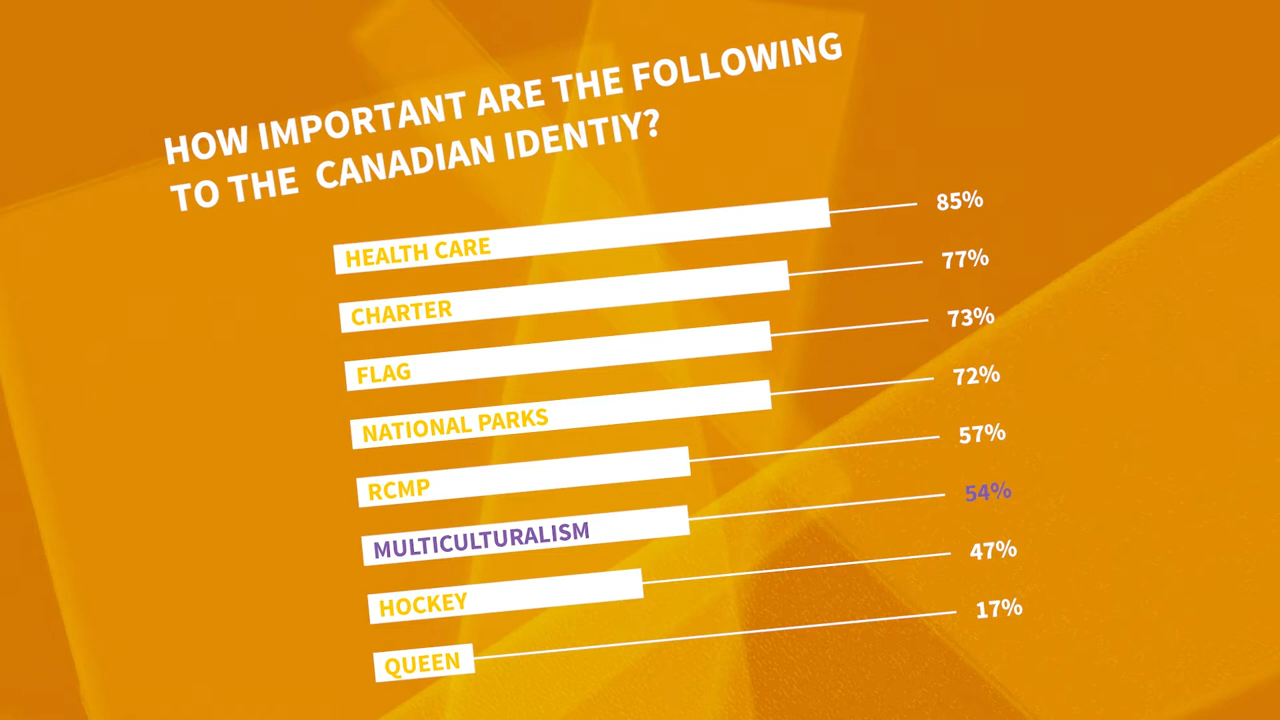 HOW IMPORTANT ARE THE FOLLOWING
TO THE CANADIAN IDENTIY?
HEALTH CARE 85%
CHARTER 77%
FLAG 73%
NATIONAL PARKS 72%
RCMP 57%
MULTICULTURALISM 54%
HOCKEY 47%
QUEEN 17%